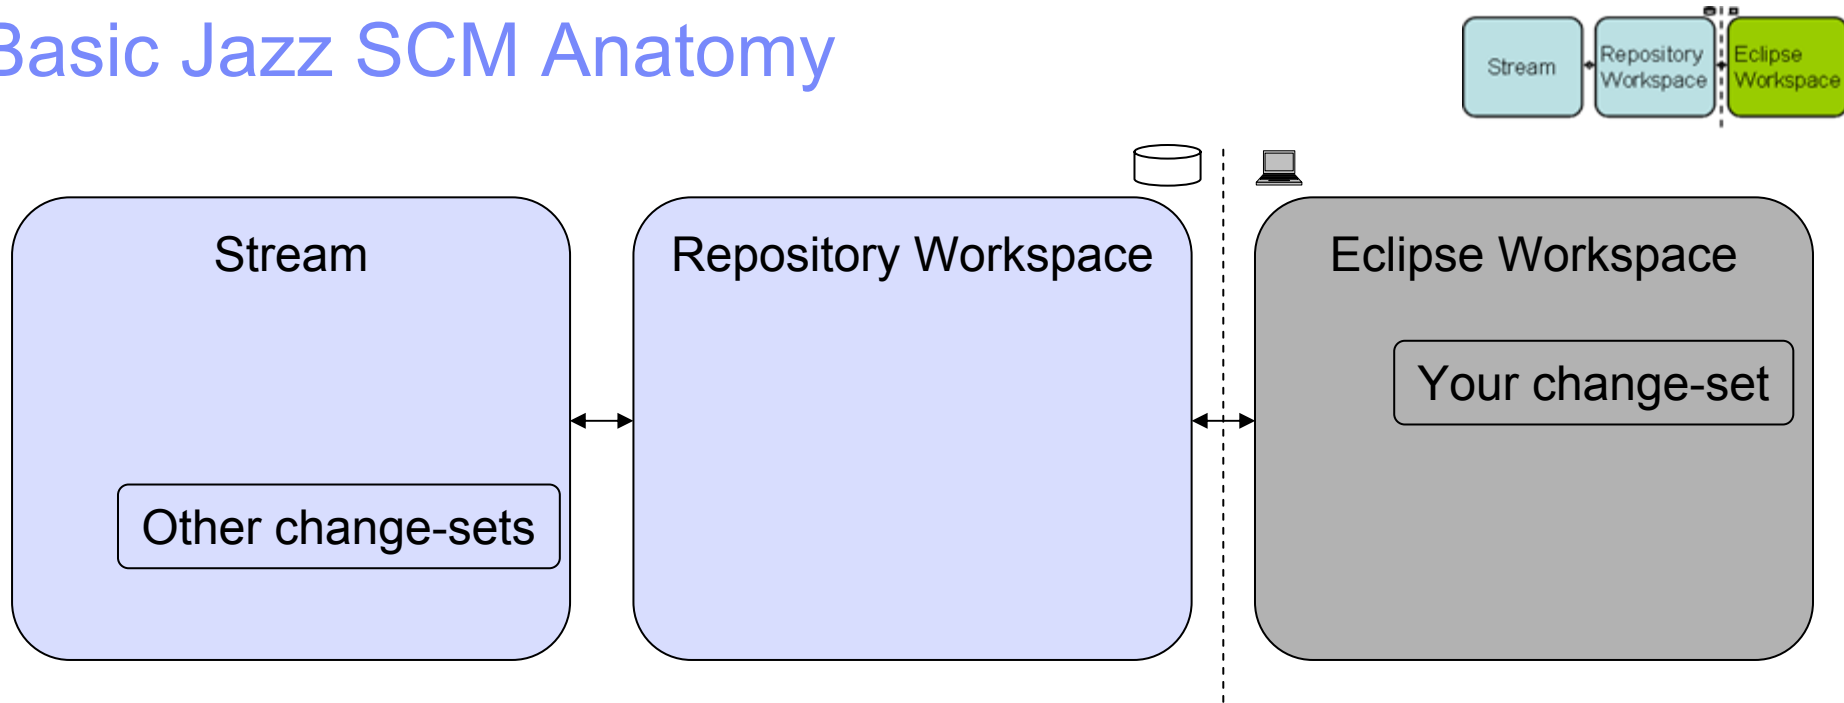 Basic Jazz SCM Anatomy
Stream
Repository
Workspace
Eclipse
Workspace
Stream
Repository Workspace
Eclipse Workspace
Your change-set
Other change-sets